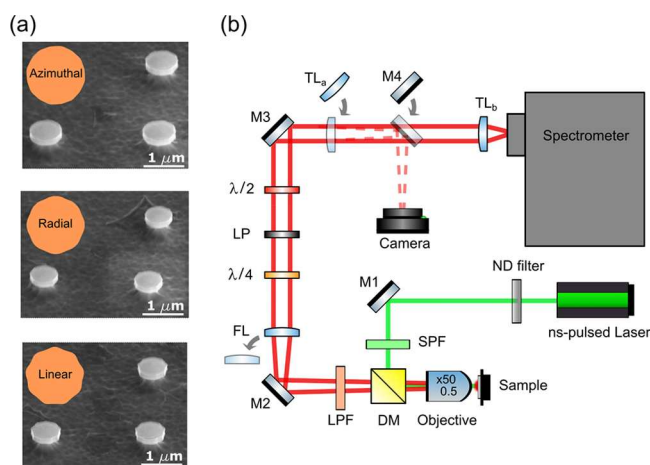 (a)
Azimuthal
1 μm
Radial
1 μm
Linear
1 μm
(b)
TLa
M4
TLb
M3
Spectrometer
λ/2
Camera
LP
λ/4
M1
ND filter
ns-pulsed Laser
FL
SPF
M2
x50
0.5
Sample
LPF
DM
Objective